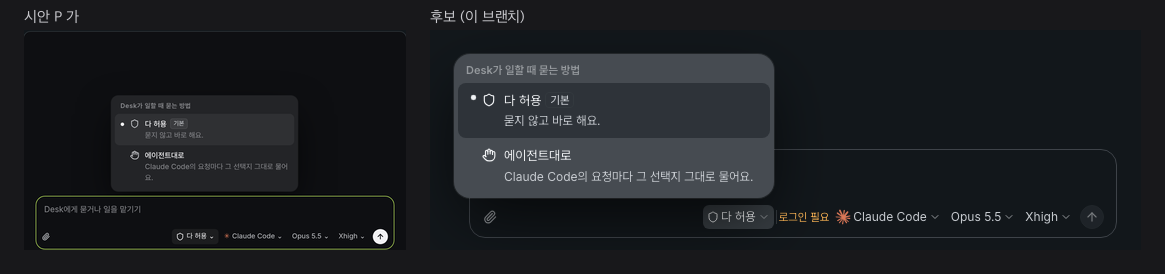 시안 P 가
Desk가 일할 때 묻는 방법
다 허용 기본
묻지 않고 바로 해요.
에이전트대로
Claude Code의 요청마다 그 선택지 그대로 물어
요.
Desk에게 묻거나 일을 맡기기
다 허용 Claude Code Opus 5.5 Xhigh
후보 (이 브랜치)
Desk가 일할 때 묻는 방법
다 허용 기본
묻지 않고 바로 해요.
에이전트대로
Claude Code의 요청마다 그 선택지 그대로 물어요.
다 허용 로그인 필요 Claude Code Opus 5.5 Xhigh